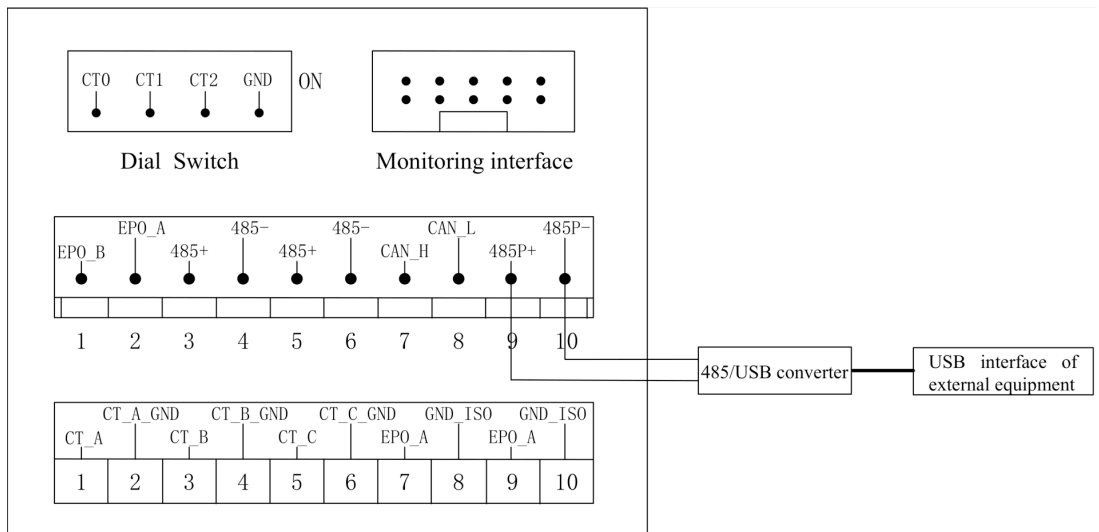 CT0 CT1 CT2 GND ON
Dial Switch
Monitoring interface
EPO_A 485- 485- CAN_L 485P-
EPO_B 485+ 485+ CAN_H 485P+
1 2 3 4 5 6 7 8 9 10
485/USB converter
USB interface of
external equipment
CT_A_GND CT_B_GND CT_C_GND GND_ISO GND_ISO
CT_A CT_B CT_C EPO_A EPO_A
1 2 3 4 5 6 7 8 9 10